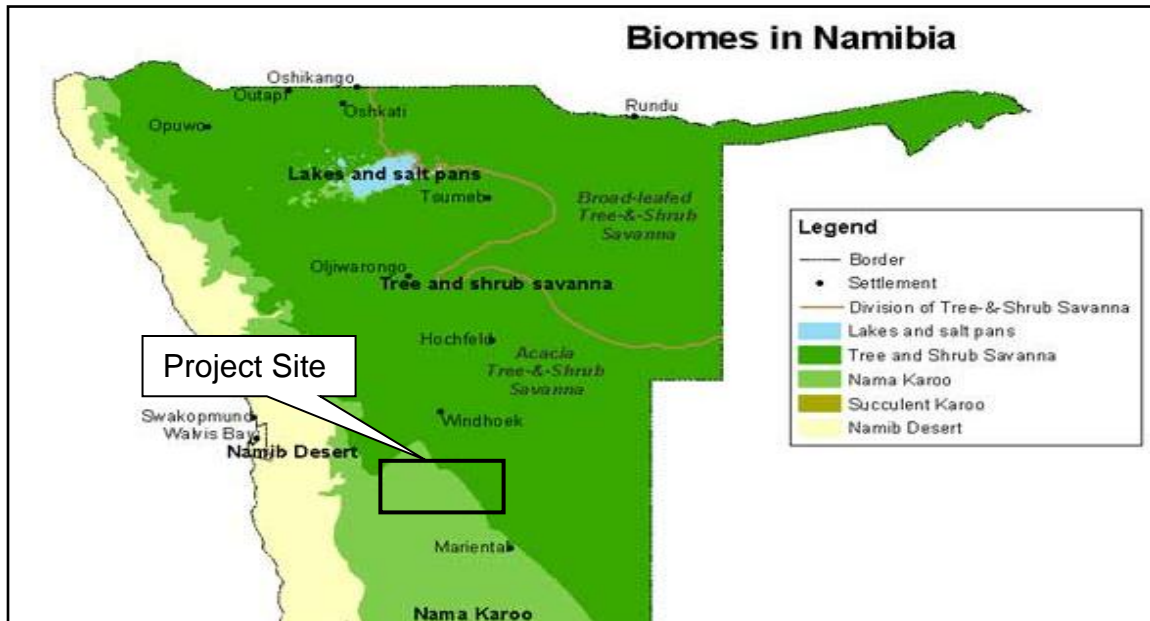 Biomes in Namibia
Oshikango
Outapi
Oshkati
Rundu
Opuwo
Lakes and salt pans
Tsumeb
Broad-leafed
Tree-&-Shrub
Savanna
Oljiwarongo
Tree and shrub savanna
Hochfeld
Acacia
Tree-&-Shrub
Savanna
Project Site
Windhoek
Swakopmund
Walvis Bay
Namib Desert
Mariental
Nama Karoo
Legend
Border
Settlement
Division of Tree-&-Shrub Savanna
Lakes and salt pans
Tree and Shrub Savanna
Nama Karoo
Succulent Karoo
Namib Desert